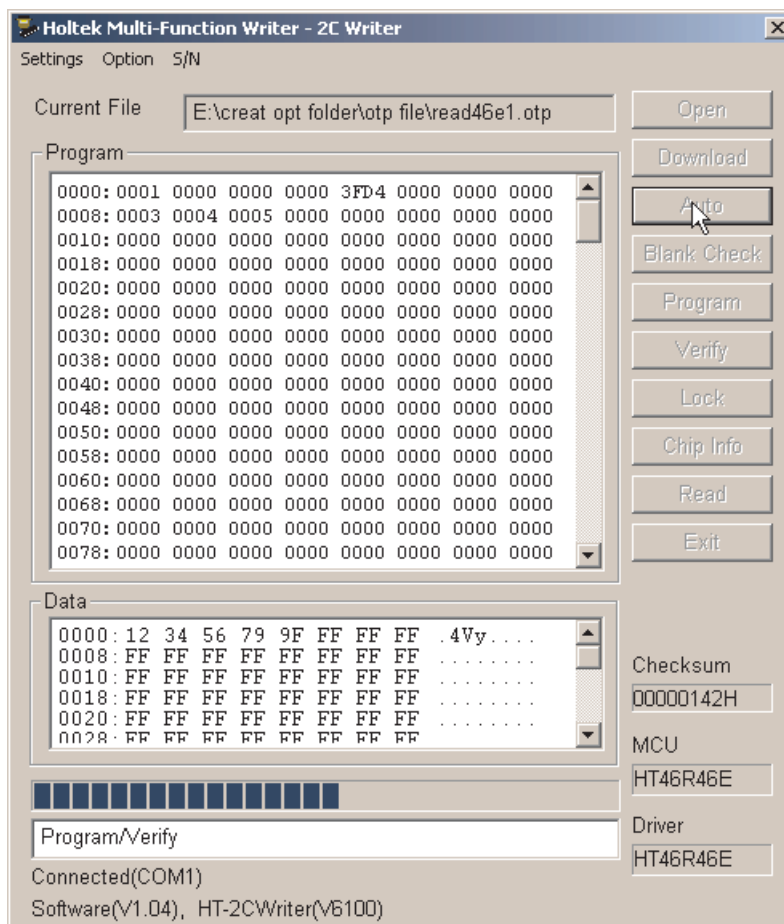 Holtek Multi-Function Writer - 2C Writer
Settings Option S/N
Current File E:\creat opt folder\otp file\read46e1.otp
Open
Download
Auto
Blank Check
Program
Verify
Lock
Chip Info
Read
Exit
Program
0000: 0001 0000 0000 0000 3FD4 0000 0000 0000
0008: 0003 0004 0005 0000 0000 0000 0000 0000
0010: 0000 0000 0000 0000 0000 0000 0000 0000
0018: 0000 0000 0000 0000 0000 0000 0000 0000
0020: 0000 0000 0000 0000 0000 0000 0000 0000
0028: 0000 0000 0000 0000 0000 0000 0000 0000
0030: 0000 0000 0000 0000 0000 0000 0000 0000
0038: 0000 0000 0000 0000 0000 0000 0000 0000
0040: 0000 0000 0000 0000 0000 0000 0000 0000
0048: 0000 0000 0000 0000 0000 0000 0000 0000
0050: 0000 0000 0000 0000 0000 0000 0000 0000
0058: 0000 0000 0000 0000 0000 0000 0000 0000
0060: 0000 0000 0000 0000 0000 0000 0000 0000
0068: 0000 0000 0000 0000 0000 0000 0000 0000
0070: 0000 0000 0000 0000 0000 0000 0000 0000
0078: 0000 0000 0000 0000 0000 0000 0000 0000
Data
0000: 12 34 56 79 9F FF FF FF .4Vy....
0008: FF FF FF FF FF FF FF FF ........
0010: FF FF FF FF FF FF FF FF ........
0018: FF FF FF FF FF FF FF FF ........
0020: FF FF FF FF FF FF FF FF ........
0028: FF FF FF FF FF FF FF FF
Checksum
00000142H
MCU
HT46R46E
Driver
HT46R46E
Program/Verify
Connected(COM1)
Software(V1.04), HT-2CWriter(V6100)